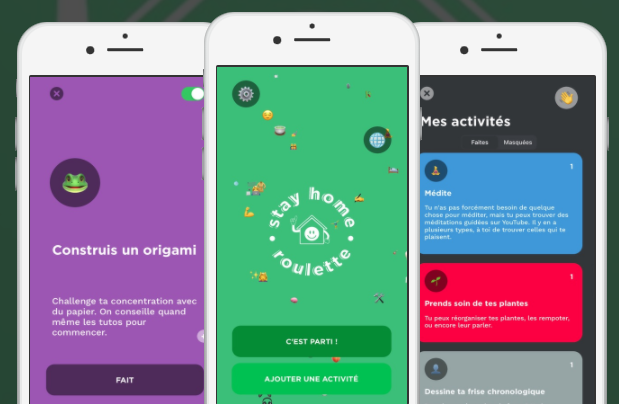 Construis un origami
Challenge ta concentration avec
du papier. On conseille quand
même les tutos pour
commencer.
FAIT
stay home
roulette
C'EST PARTI !
AJOUTER UNE ACTIVITÉ
Mes activités
Faites Masquées
1
Médite
Tu n'as pas forcément besoin de quelque
chose pour méditer, mais tu peux trouver des
méditations guidées sur YouTube. Il y en a
plusieurs types, à toi de trouver celles qui te
plaisent.
1
Prends soin de tes plantes
Tu peux réorganiser tes plantes, les rempoter,
ou encore leur parler.
1
Dessine ta frise chronologique